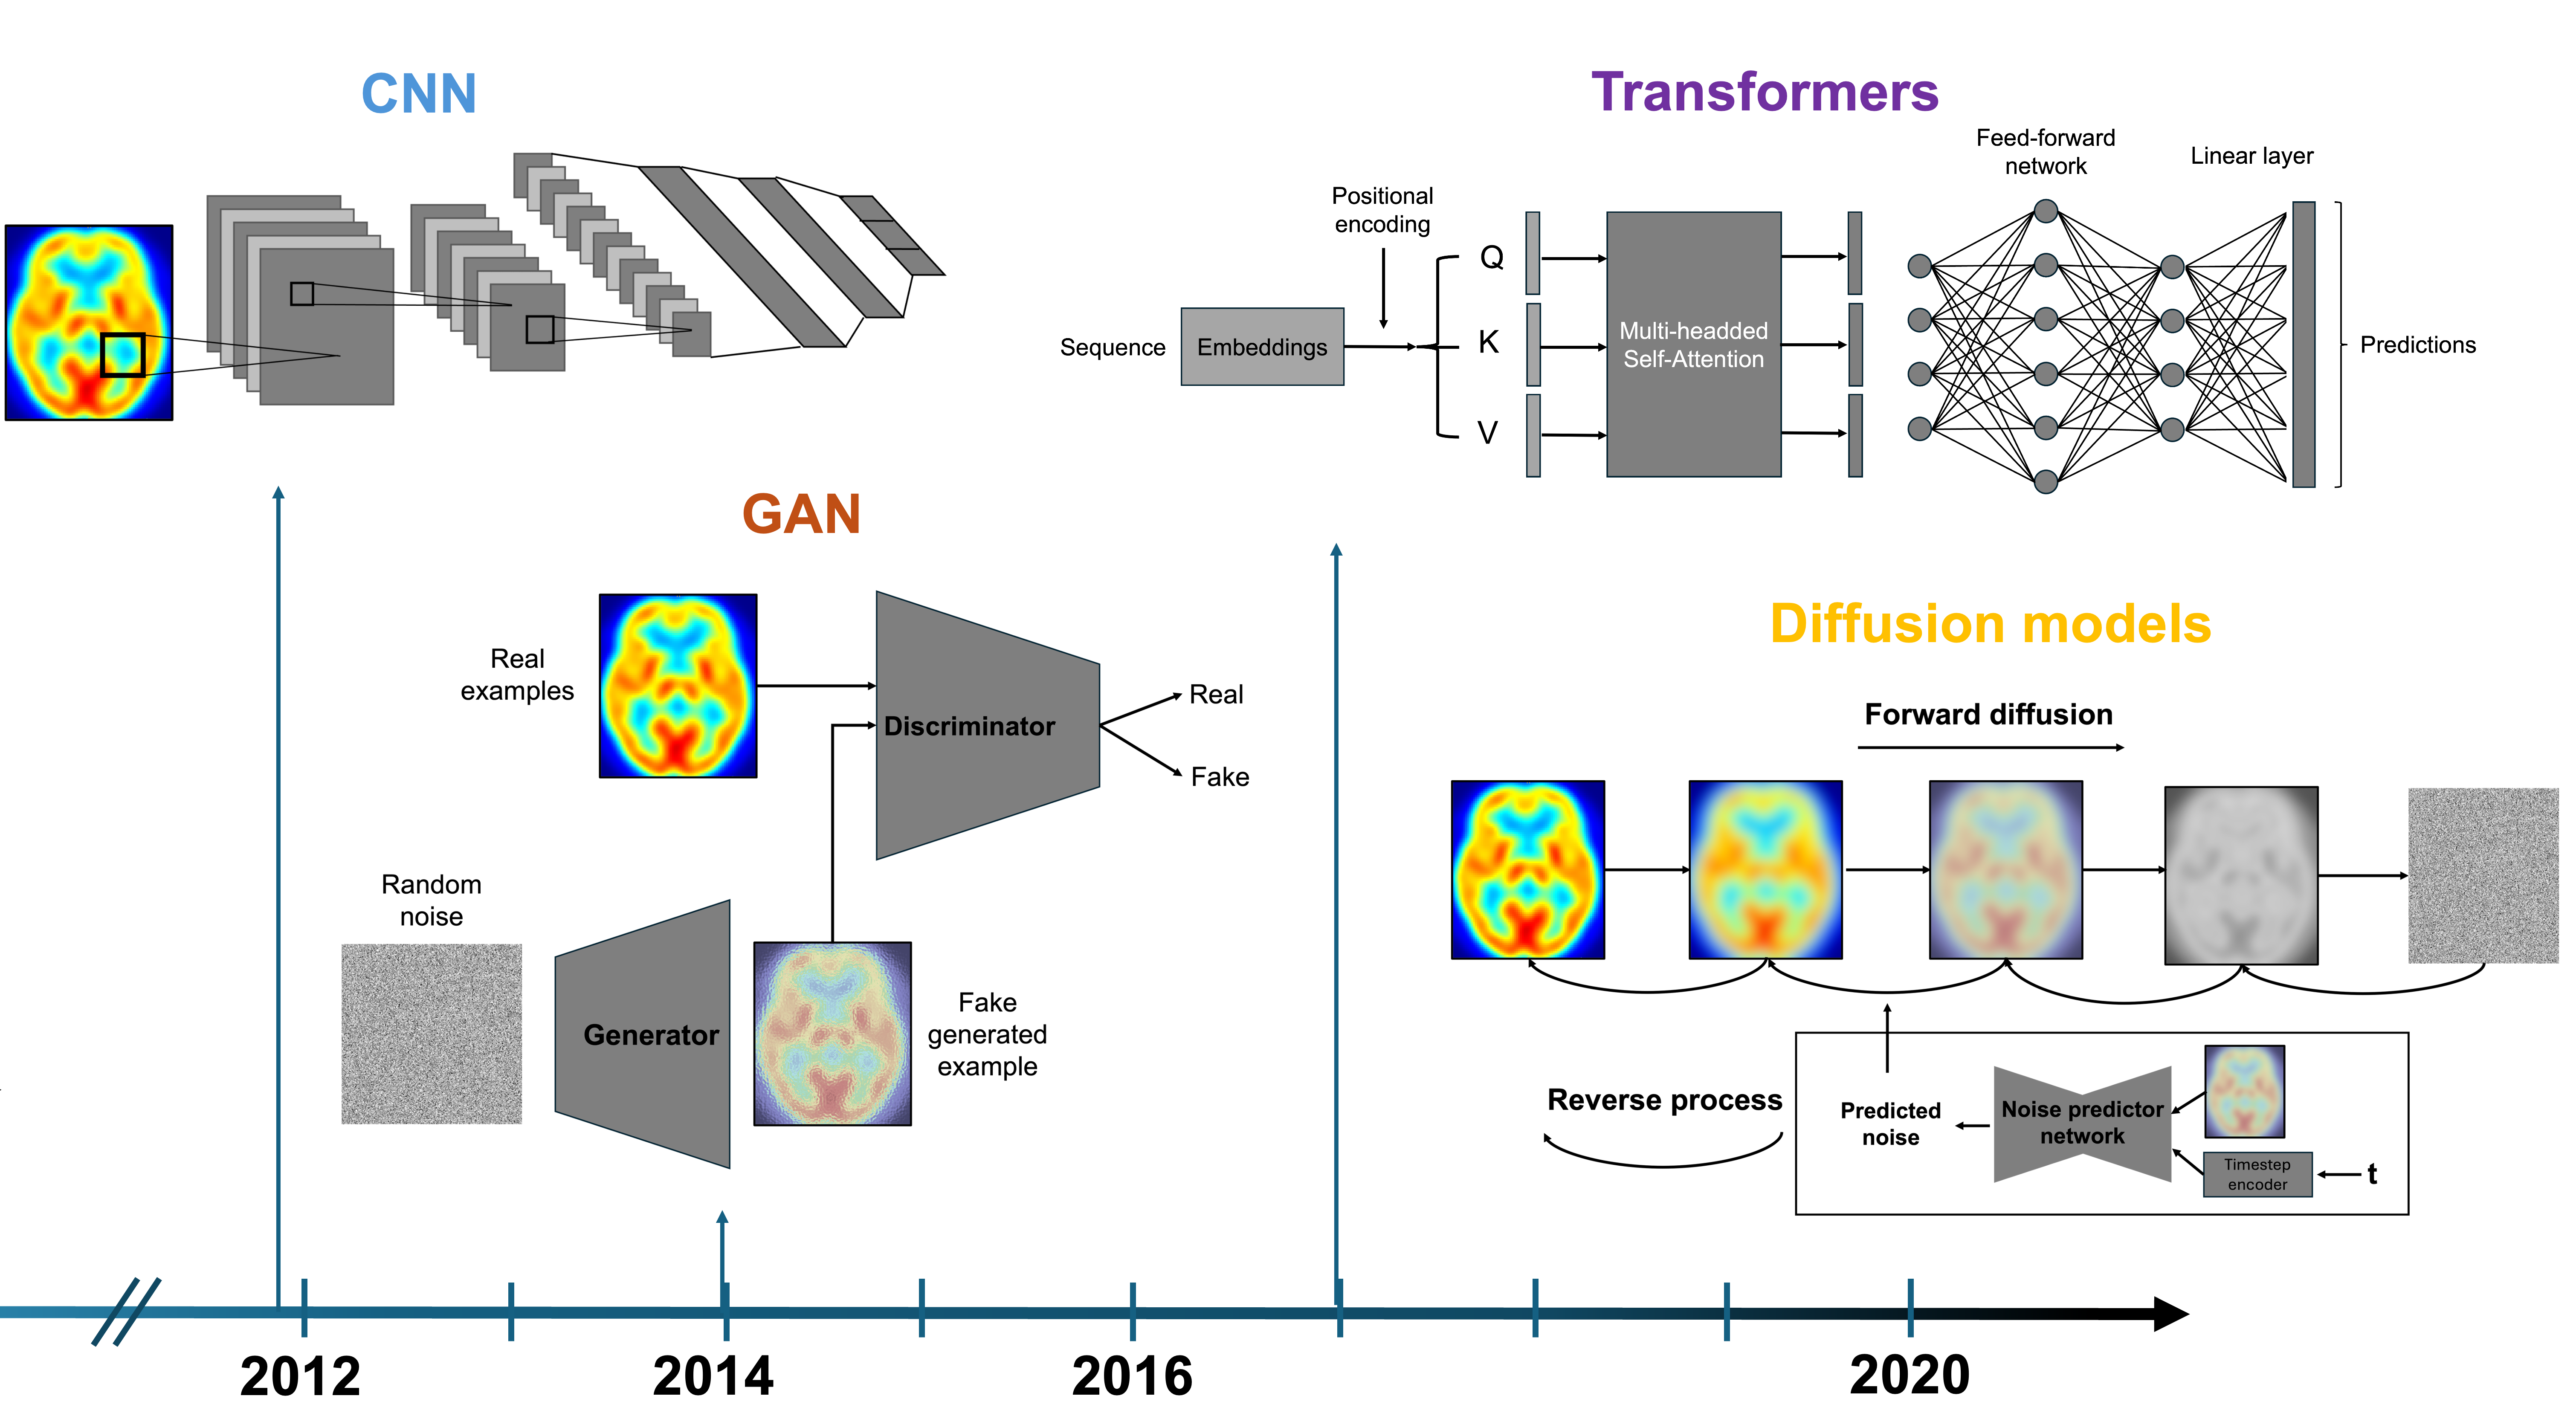 CNN
Transformers
Feed-forward
network
Linear layer
Positional
encoding
Q
K
V
Sequence
Embeddings
Multi-headded
Self-Attention
Predictions
GAN
Real
examples
Discriminator
Real
Fake
Random
noise
Generator
Fake
generated
example
Diffusion models
Forward diffusion
Reverse process
Predicted
noise
Noise predictor
network
Timestep
encoder
t
2012
2014
2016
2020